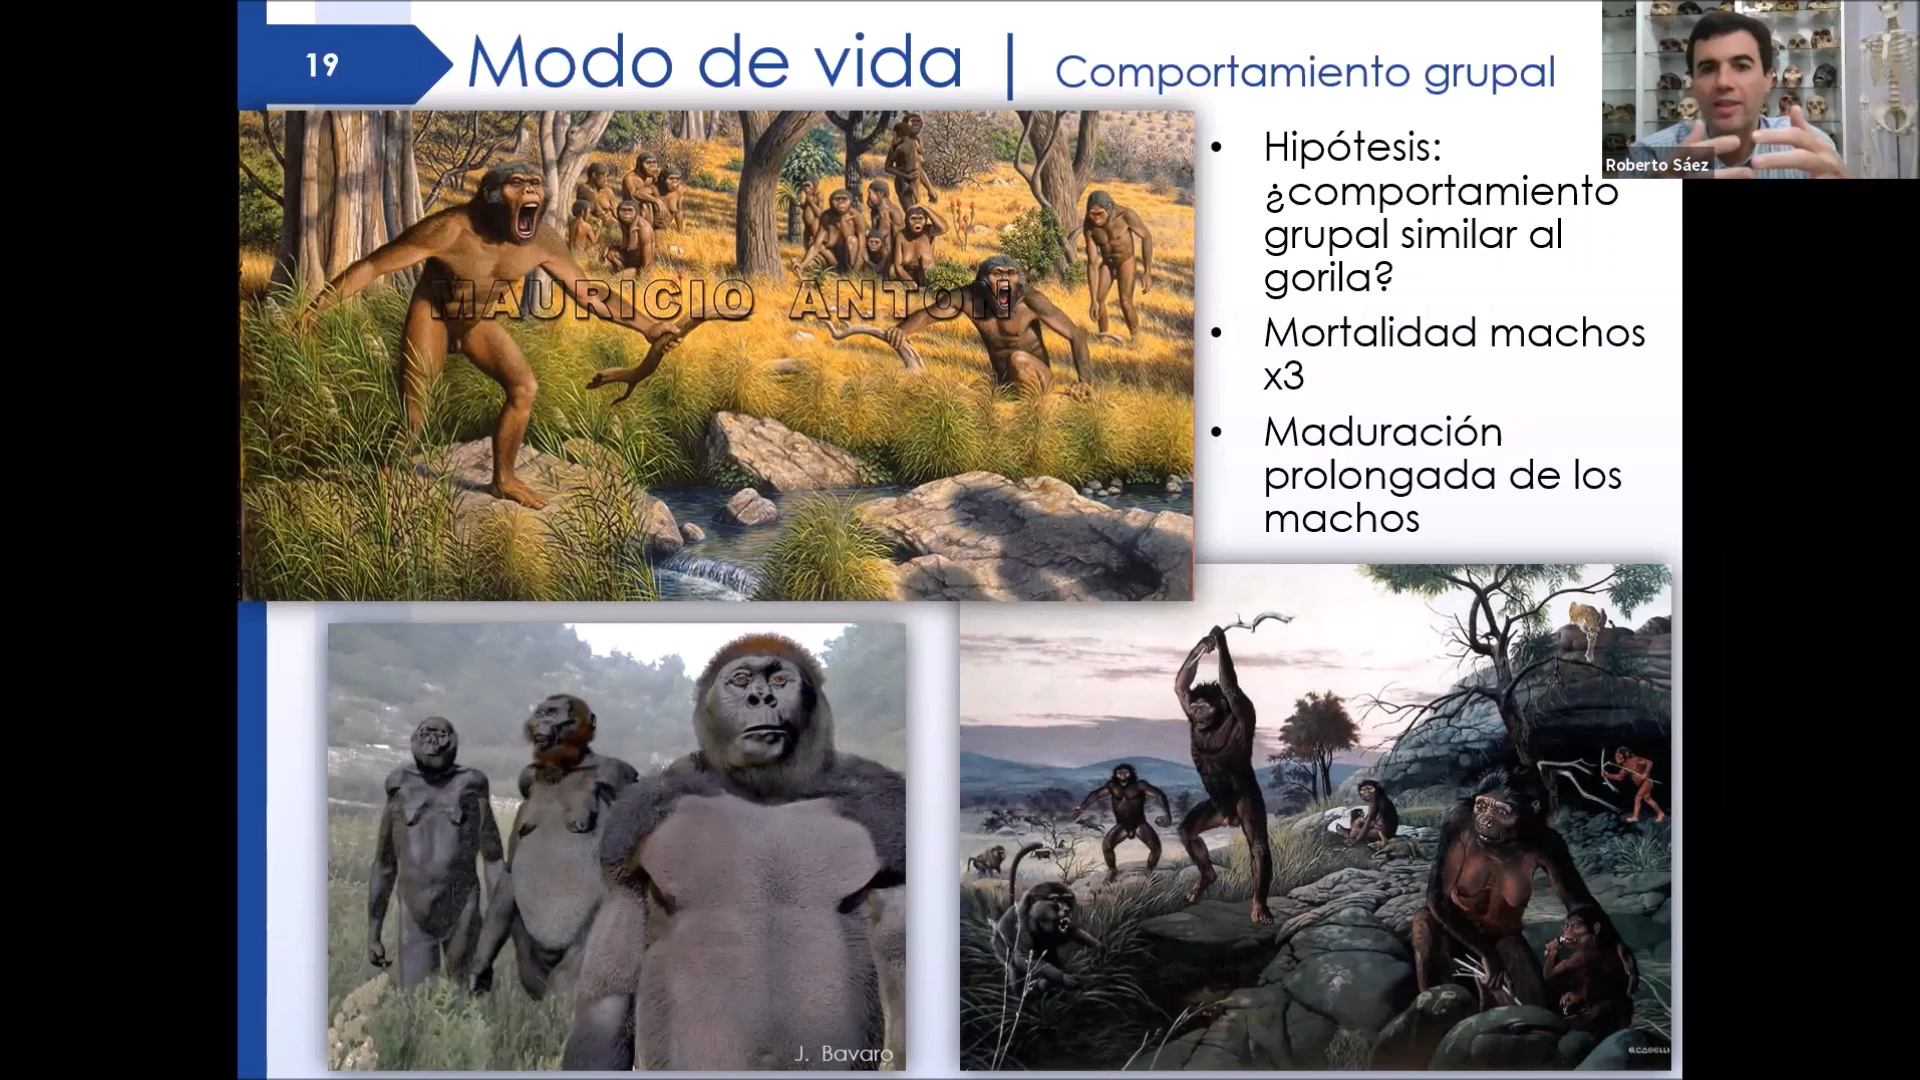 19
Modo de vida | Comportamiento grupal
Roberto Sáez
MAURICIO ANTON
• Hipótesis:
¿comportamiento
grupal similar al
gorila?
• Mortalidad machos
x3
• Maduración
prolongada de los
machos
J. Bavaro
G.CASELLI